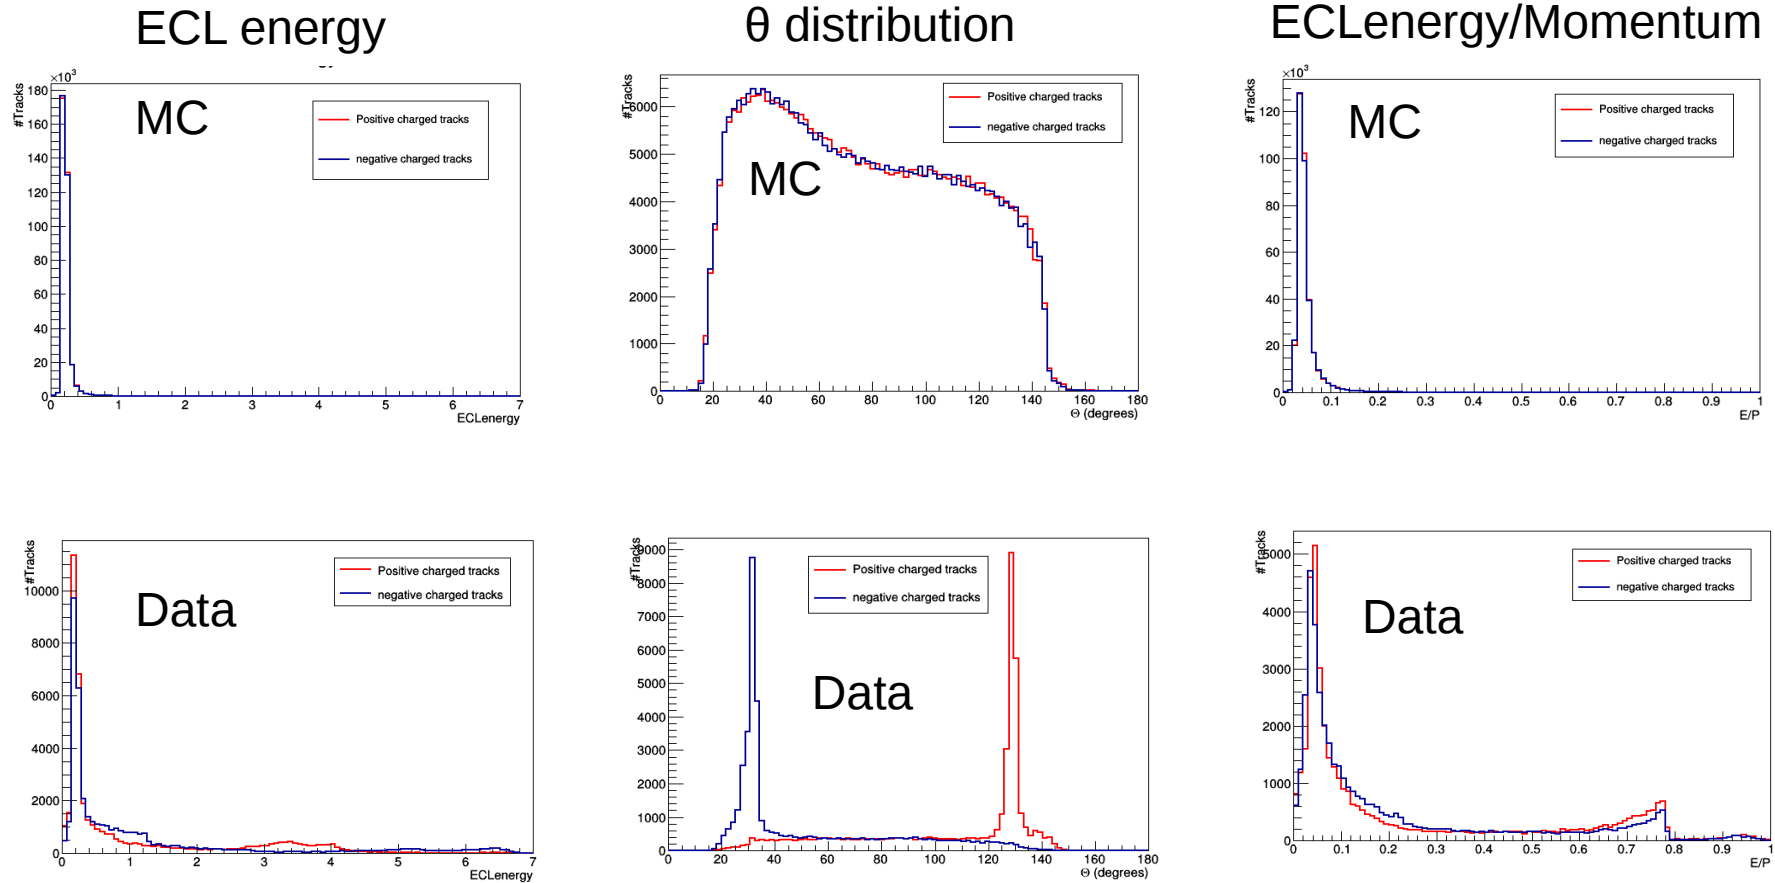 ECL energy
θ distribution
ECLenergy/Momentum
×10³
#Tracks
180
160
140
120
100
80
60
40
20
0
MC
Positive charged tracks
negative charged tracks
0 1 2 3 4 5 6 7
ECLenergy
#Tracks
6000
5000
4000
3000
2000
1000
0
MC
Positive charged tracks
negative charged tracks
0 20 40 60 80 100 120 140 160 180
Θ (degrees)
×10³
#Tracks
120
100
80
60
40
20
0
MC
Positive charged tracks
negative charged tracks
0 0.1 0.2 0.3 0.4 0.5 0.6 0.7 0.8 0.9 1
E/P
#Tracks
10000
8000
6000
4000
2000
0
Data
Positive charged tracks
negative charged tracks
0 1 2 3 4 5 6 7
ECLenergy
#Tracks
9000
8000
7000
6000
5000
4000
3000
2000
1000
0
Data
Positive charged tracks
negative charged tracks
0 20 40 60 80 100 120 140 160 180
Θ (degrees)
#Tracks
5000
4000
3000
2000
1000
0
Data
Positive charged tracks
negative charged tracks
0 0.1 0.2 0.3 0.4 0.5 0.6 0.7 0.8 0.9 1
E/P